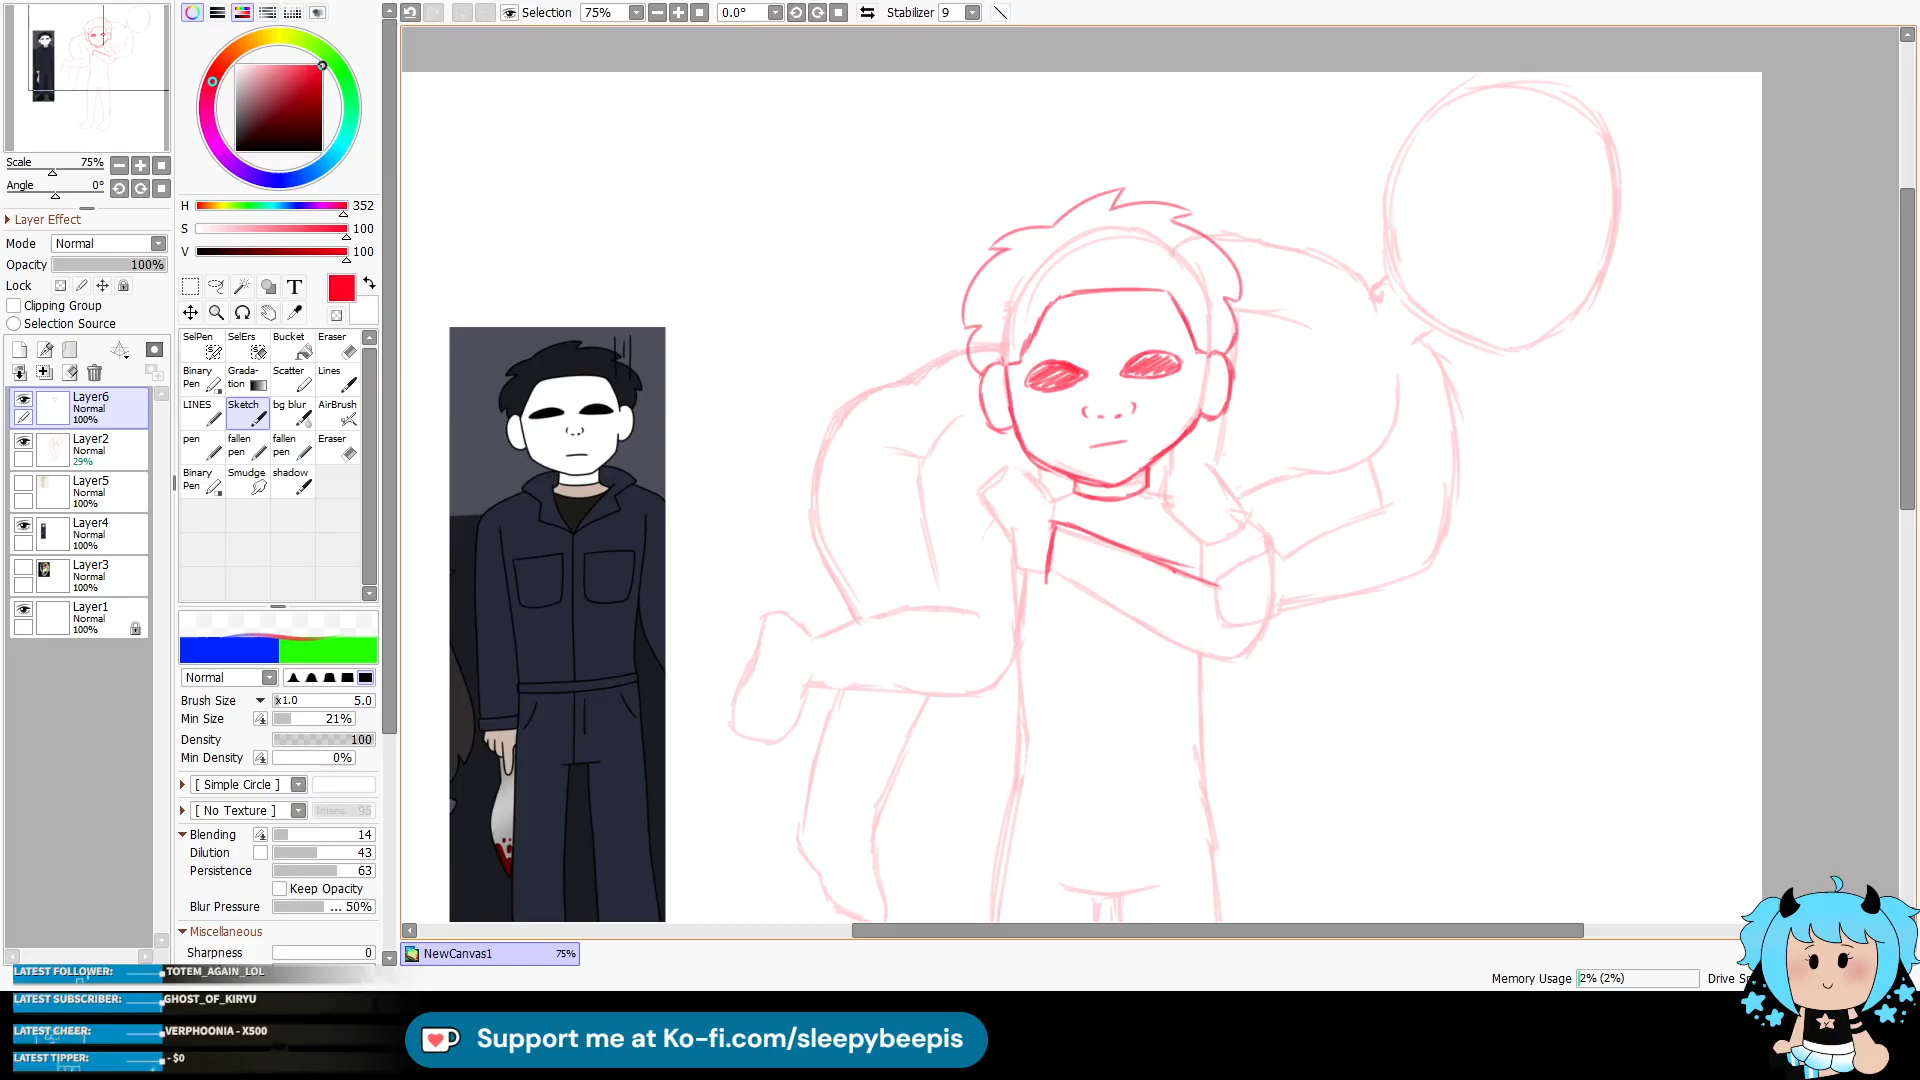 Selection 75% 0.0° Stabilizer 9
Scale 75%
Angle 0°
Layer Effect
Mode Normal
Opacity 100%
Lock
Clipping Group
Selection Source
Layer6
Normal
100%
Layer2
Normal
29%
Layer5
Normal
100%
Layer4
Normal
100%
Layer3
Normal
100%
Layer1
Normal
100%
H 352
S 100
V 100
T
SelPen SelErs Bucket Eraser
Binary Pen Grada-tion Scatter Lines
LINES Sketch bg blur AirBrush
pen fallen pen fallen pen Eraser
Binary Pen Smudge shadow
Normal
Brush Size x1.0 5.0
Min Size 21%
Density 100
Min Density 0%
[ Simple Circle ]
[ No Texture ] Intens. 95
Blending 14
Dilution 43
Persistence 63
Keep Opacity
Blur Pressure ... 50%
Miscellaneous
Sharpness 0
NewCanvas1 75%
Memory Usage 2% (2%) Drive
LATEST FOLLOWER: TOTEM_AGAIN_LOL
LATEST SUBSCRIBER: GHOST_OF_KIRYU
LATEST CHEER: VERPHOONIA - X500
LATEST TIPPER: - $0
Support me at Ko-fi.com/sleepybeepis